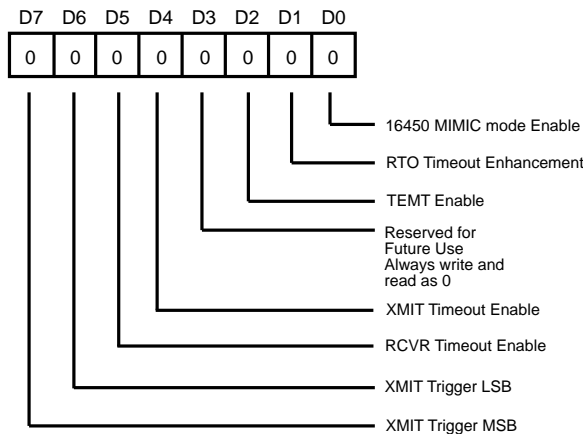 D7 D6 D5 D4 D3 D2 D1 D0
0 0 0 0 0 0 0 0
16450 MIMIC mode Enable
RTO Timeout Enhancement
TEMT Enable
Reserved for
Future Use
Always write and
read as 0
XMIT Timeout Enable
RCVR Timeout Enable
XMIT Trigger LSB
XMIT Trigger MSB